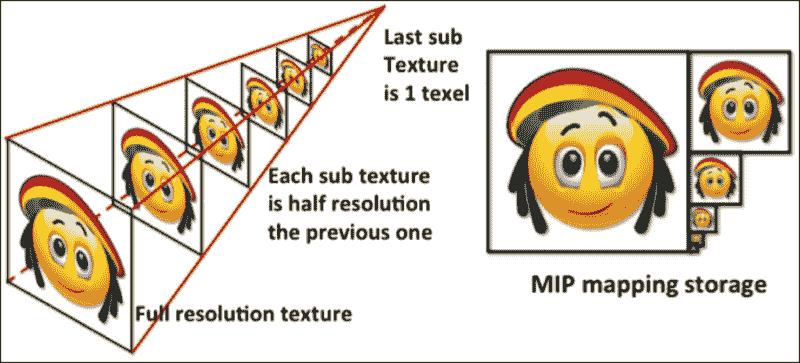 Last sub
Texture
is 1 texel
Each sub texture
is half resolution
the previous one
Full resolution texture
MIP mapping storage